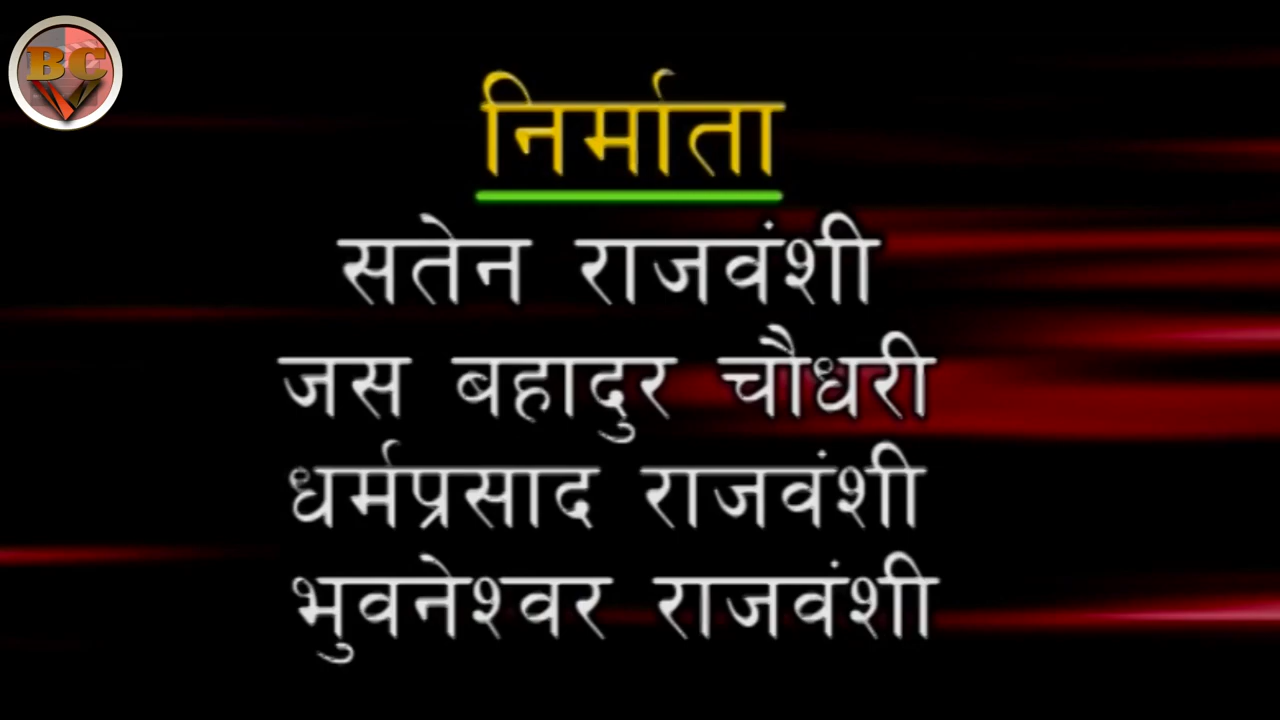 BC
निर्माता
सतेन राजवंशी
जस बहादुर चौधरी
धर्मप्रसाद राजवंशी
भुवनेश्वर राजवंशी